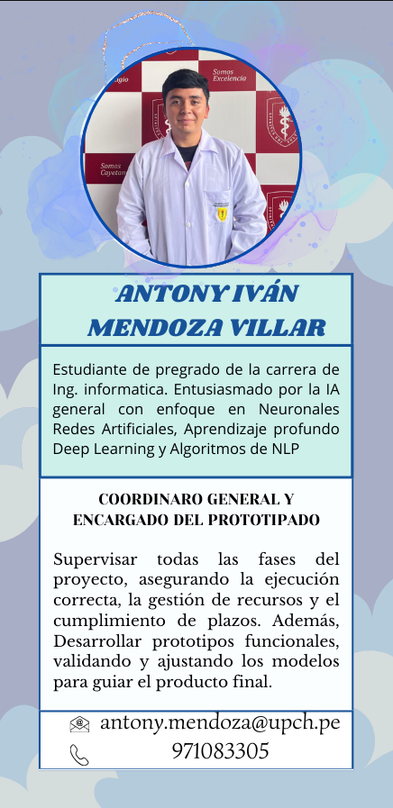 Somos
Excelencia
Somos
Cayetano
ANTONY IVÁN
MENDOZA VILLAR
Estudiante de pregrado de la carrera de
Ing. informatica. Entusiasmado por la IA
general con enfoque en Neuronales
Redes Artificiales, Aprendizaje profundo
Deep Learning y Algoritmos de NLP
COORDINARO GENERAL Y
ENCARGADO DEL PROTOTIPADO
Supervisar todas las fases del
proyecto, asegurando la ejecución
correcta, la gestión de recursos y el
cumplimiento de plazos. Además,
Desarrollar prototipos funcionales,
validando y ajustando los modelos
para guiar el producto final.
antony.mendoza@upch.pe
971083305